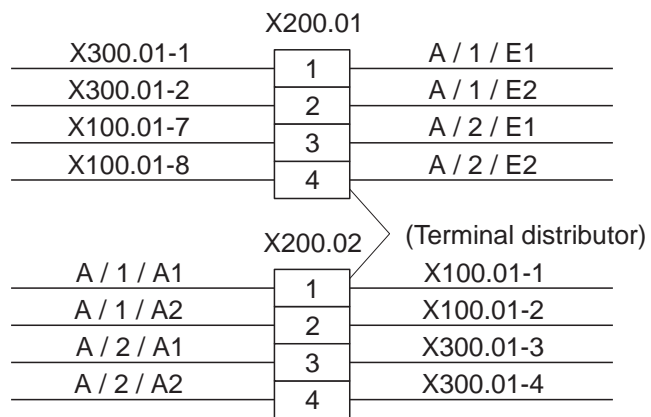 X200.01
X300.01-1 1 A / 1 / E1
X300.01-2 2 A / 1 / E2
X100.01-7 3 A / 2 / E1
X100.01-8 4 A / 2 / E2
X200.02 (Terminal distributor)
A / 1 / A1 1 X100.01-1
A / 1 / A2 2 X100.01-2
A / 2 / A1 3 X300.01-3
A / 2 / A2 4 X300.01-4